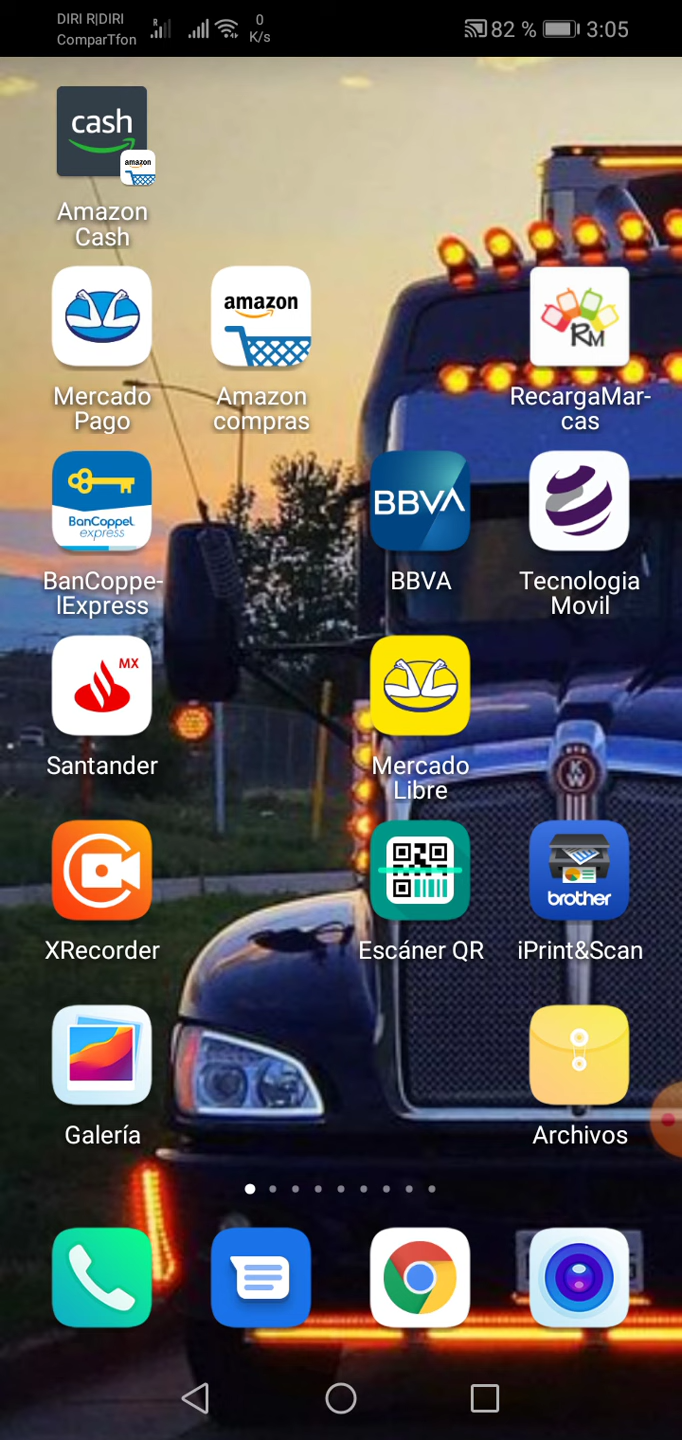 DIRI R|DIRI
ComparTfon
R
0
K/s
82 %
3:05
cash
amazon
Amazon
Cash
amazon
RM
Mercado
Pago
Amazon
compras
RecargaMar-
cas
BanCoppel
express
BBVA
BanCoppe-
lExpress
BBVA
Tecnologia
Movil
MX
Santander
Mercado
Libre
KW
brother
XRecorder
Escáner QR
iPrint&Scan
Galería
Archivos